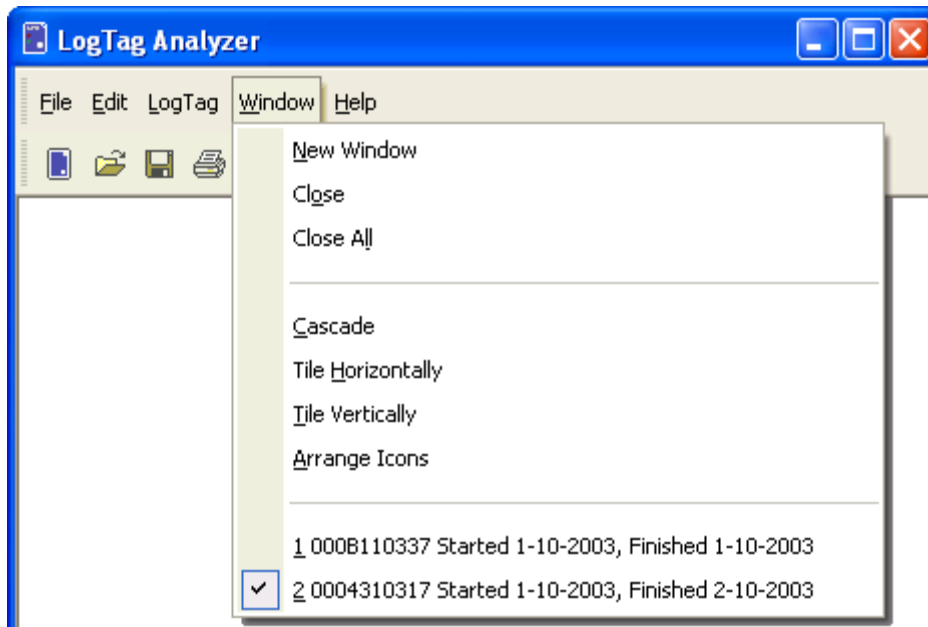 LogTag Analyzer
File Edit LogTag Window Help
New Window
Close
Close All
Cascade
Tile Horizontally
Tile Vertically
Arrange Icons
1 000B110337 Started 1-10-2003, Finished 1-10-2003
2 0004310317 Started 1-10-2003, Finished 2-10-2003